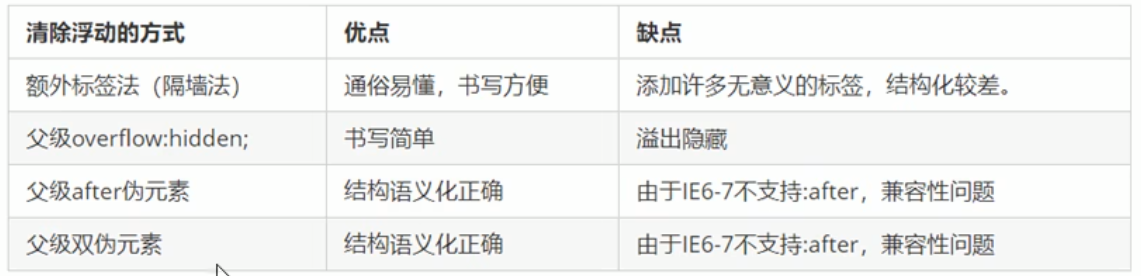 清除浮动的方式 优点 缺点
额外标签法（隔墙法） 通俗易懂，书写方便 添加许多无意义的标签，结构化较差。
父级overflow:hidden; 书写简单 溢出隐藏
父级after伪元素 结构语义化正确 由于IE6-7不支持:after，兼容性问题
父级双伪元素 结构语义化正确 由于IE6-7不支持:after，兼容性问题